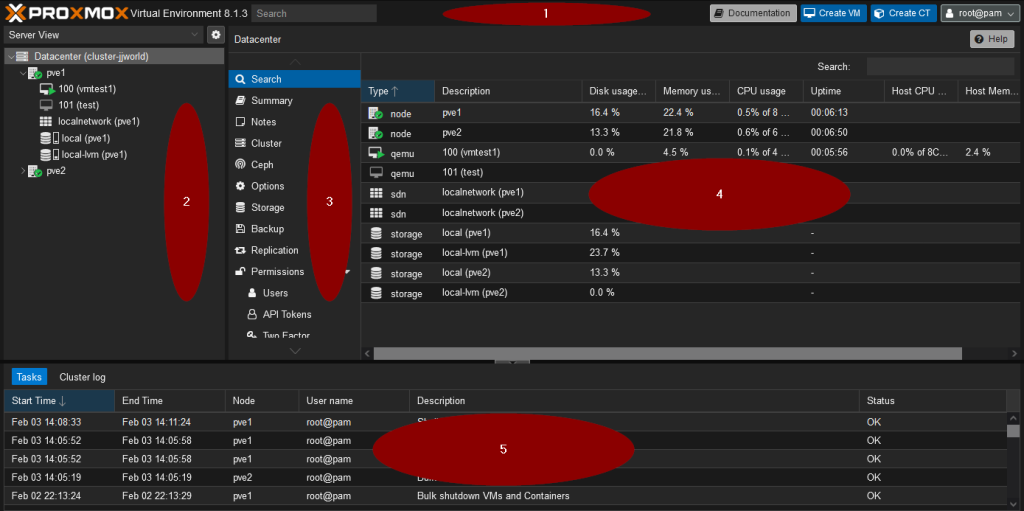 PROXMOX Virtual Environment 8.1.3 Search 1 Documentation Create VM Create CT root@pam
Server View Datacenter Help
Datacenter (cluster-jjworld)
pve1
100 (vmtest1)
101 (test)
localnetwork (pve1)
local (pve1)
local-lvm (pve1)
pve2
2
Search
Summary
Notes
Cluster
Ceph
Options
Storage
Backup
Replication
Permissions
Users
API Tokens
Two Factor
3
Search:
Type Description Disk usage... Memory us... CPU usage Uptime Host CPU ... Host Mem...
node pve1 16.4 % 22.4 % 0.5% of 8 ... 00:06:13
node pve2 13.3 % 21.8 % 0.6% of 6 ... 00:06:50
qemu 100 (vmtest1) 0.0 % 4.5 % 0.1% of 4 ... 00:05:56 0.0% of 8C... 2.4 %
qemu 101 (test)
sdn localnetwork (pve1)
sdn localnetwork (pve2)
storage local (pve1) 16.4 % -
storage local-lvm (pve1) 23.7 % -
storage local (pve2) 13.3 % -
storage local-lvm (pve2) 0.0 % -
4
Tasks Cluster log
Start Time End Time Node User name Description Status
Feb 03 14:08:33 Feb 03 14:11:24 pve1 root@pam OK
Feb 03 14:05:52 Feb 03 14:05:58 pve1 root@pam OK
Feb 03 14:05:52 Feb 03 14:05:58 pve1 root@pam OK
Feb 03 14:05:19 Feb 03 14:05:19 pve2 root@pam OK
Feb 02 22:13:24 Feb 02 22:13:29 pve1 root@pam Bulk shutdown VMs and Containers OK
5